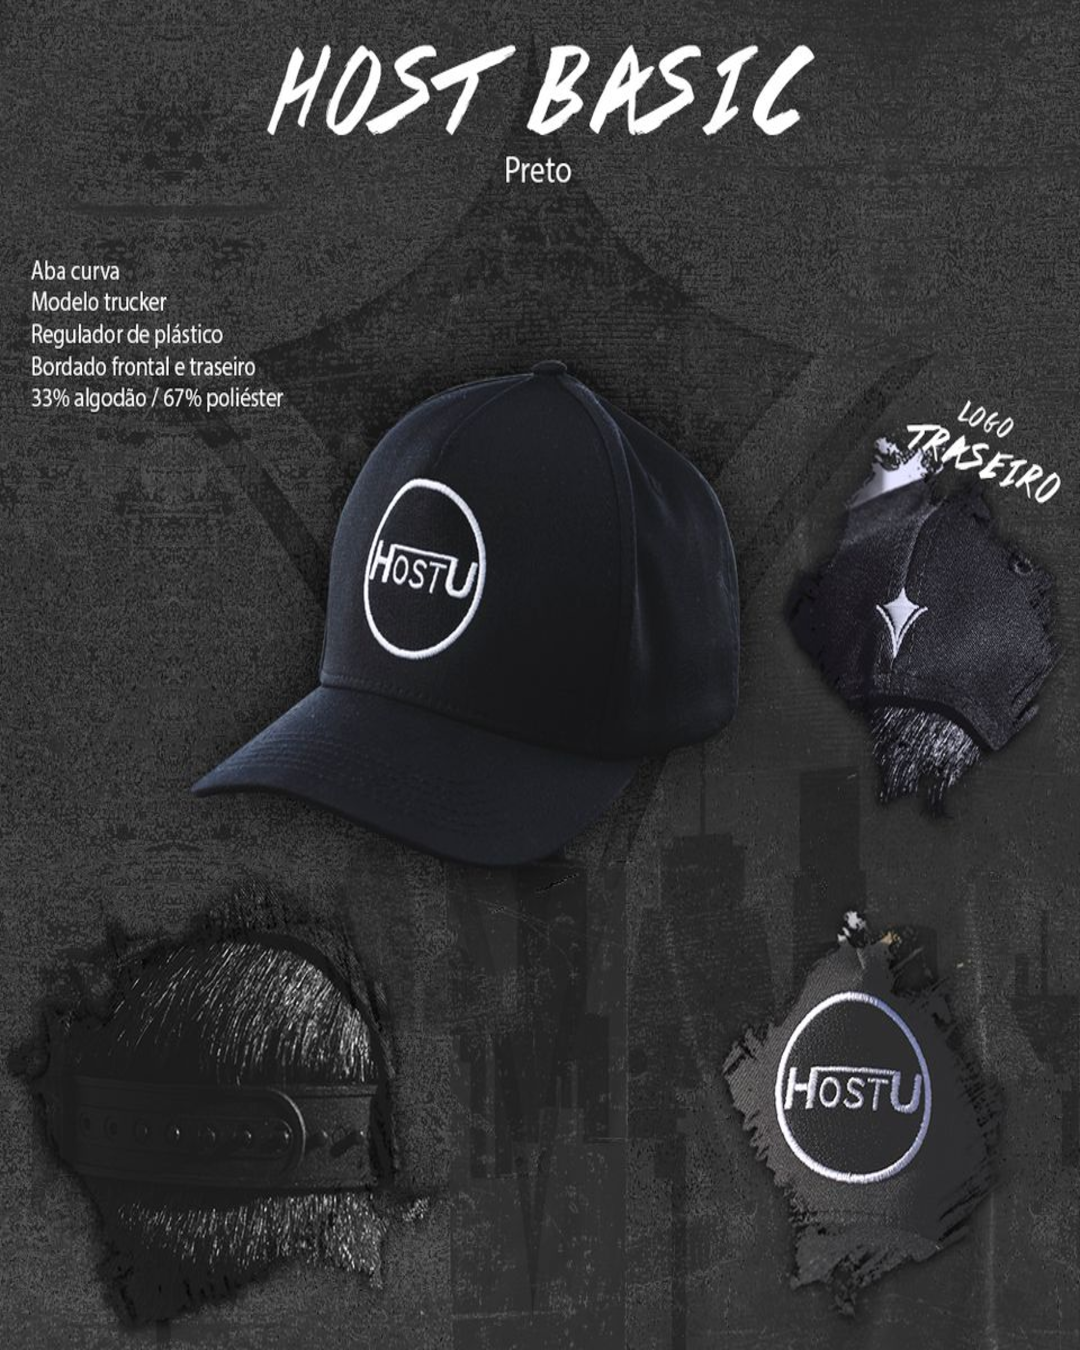 HOST BASIC
Preto
Aba curva
Modelo trucker
Regulador de plástico
Bordado frontal e traseiro
33% algodão / 67% poliéster
LOGO
TRASEIRO
HOSTU
HOSTU